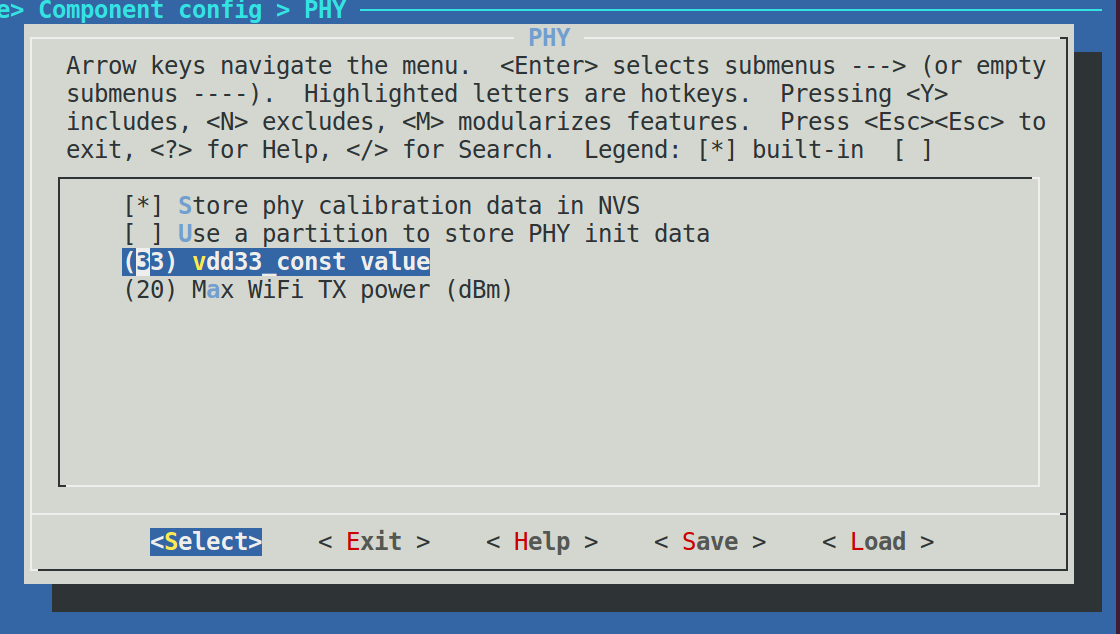 e> Component config > PHY
PHY
Arrow keys navigate the menu.  <Enter> selects submenus ---> (or empty
submenus ----).  Highlighted letters are hotkeys.  Pressing <Y>
includes, <N> excludes, <M> modularizes features.  Press <Esc><Esc> to
exit, <?> for Help, </> for Search.  Legend: [*] built-in  [ ]
[*] Store phy calibration data in NVS
[ ] Use a partition to store PHY init data
(33) vdd33_const value
(20) Max WiFi TX power (dBm)
<Select>    < Exit >    < Help >    < Save >    < Load >